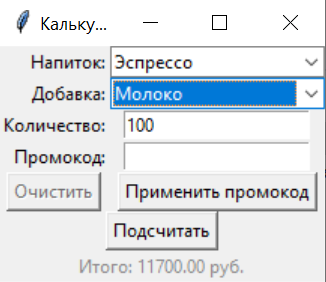 Кальку...
Напиток: Эспрессо
Добавка: Молоко
Количество: 100
Промокод:
Очистить Применить промокод
Подсчитать
Итого: 11700.00 руб.